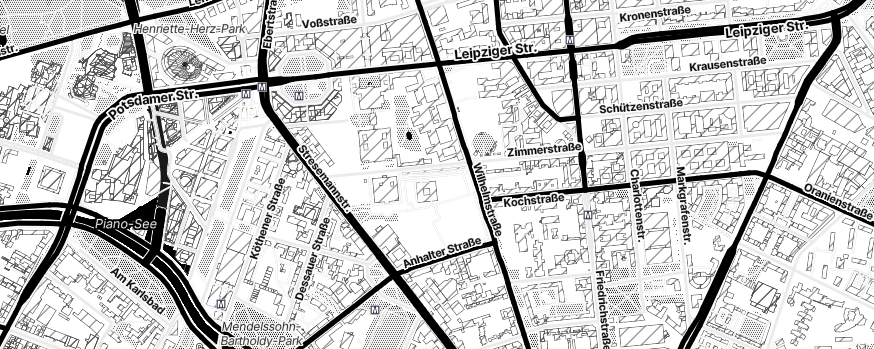 Voßstraße
Kronenstraße
Henriette-Herz-Park
Ebertstraße
Leipziger Str.
Leipziger Str.
str.
Krausenstraße
Potsdamer Str.
Schützenstraße
Zimmerstraße
Stresemannstr.
Wilhelmstraße
Kochstraße
Charlottenstr.
Markgrafenstr.
Oranienstraße
Köthener Straße
Piano-See
Dessauer Straße
Anhalter Straße
Am Karlsbad
Friedrichstraße
Mendelssohn-
Bartholdy-Park